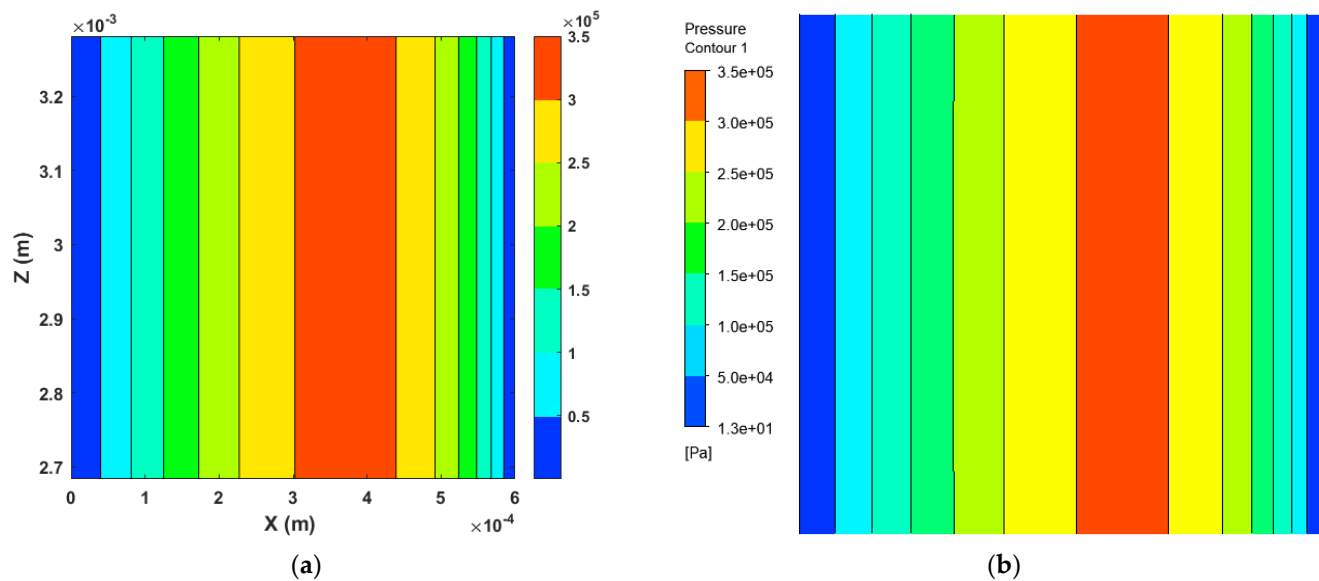 ×10⁻³
3.2
3.1
3
2.9
2.8
2.7
Z (m)
0
1
2
3
4
5
6
X (m)
×10⁻⁴
×10⁵
3.5
3
2.5
2
1.5
1
0.5
(a)
Pressure
Contour 1
3.5e+05
3.0e+05
2.5e+05
2.0e+05
1.5e+05
1.0e+05
5.0e+04
1.3e+01
[Pa]
(b)